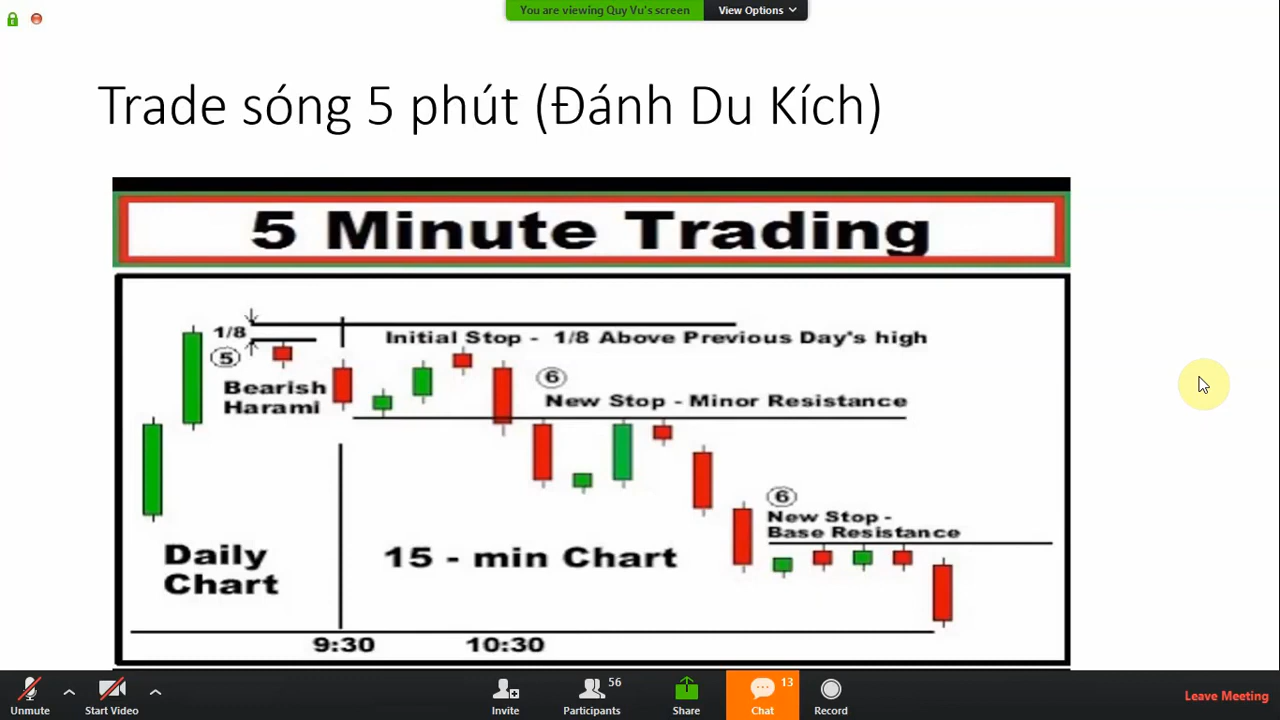 You are viewing Quy Vu's screen
View Options
Trade sóng 5 phút (Đánh Du Kích)
5 Minute Trading
1/8
Initial Stop - 1/8 Above Previous Day's high
5
Bearish
Harami
6
New Stop - Minor Resistance
6
New Stop -
Base Resistance
Daily
Chart
15 - min Chart
9:30
10:30
Unmute
Start Video
Invite
56
Participants
Share
13
Chat
Record
Leave Meeting